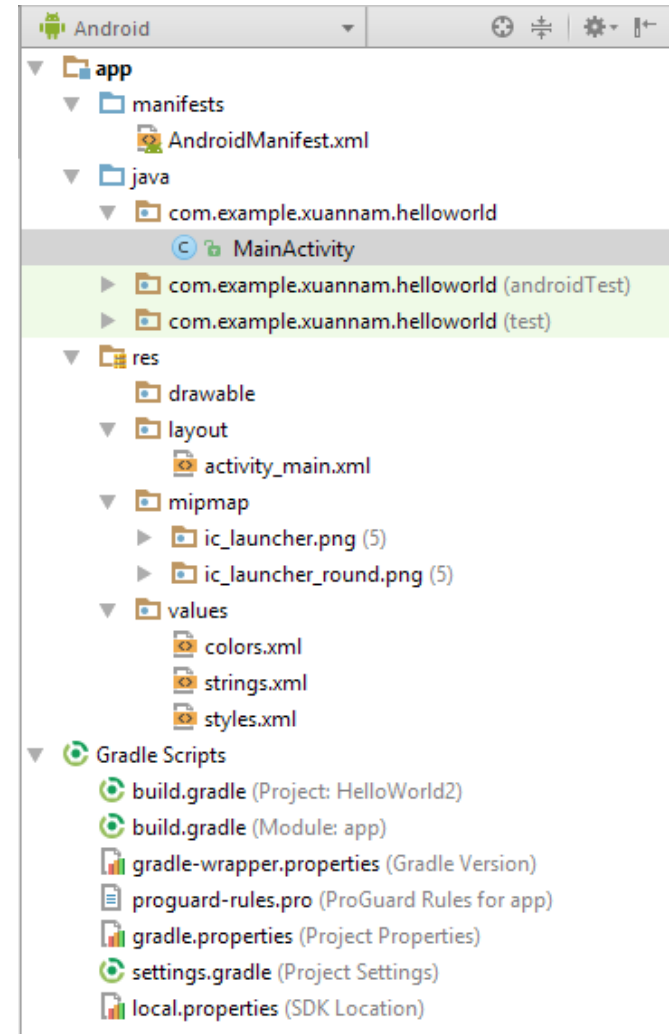 Android
app
manifests
AndroidManifest.xml
java
com.example.xuannam.helloworld
MainActivity
com.example.xuannam.helloworld (androidTest)
com.example.xuannam.helloworld (test)
res
drawable
layout
activity_main.xml
mipmap
ic_launcher.png (5)
ic_launcher_round.png (5)
values
colors.xml
strings.xml
styles.xml
Gradle Scripts
build.gradle (Project: HelloWorld2)
build.gradle (Module: app)
gradle-wrapper.properties (Gradle Version)
proguard-rules.pro (ProGuard Rules for app)
gradle.properties (Project Properties)
settings.gradle (Project Settings)
local.properties (SDK Location)